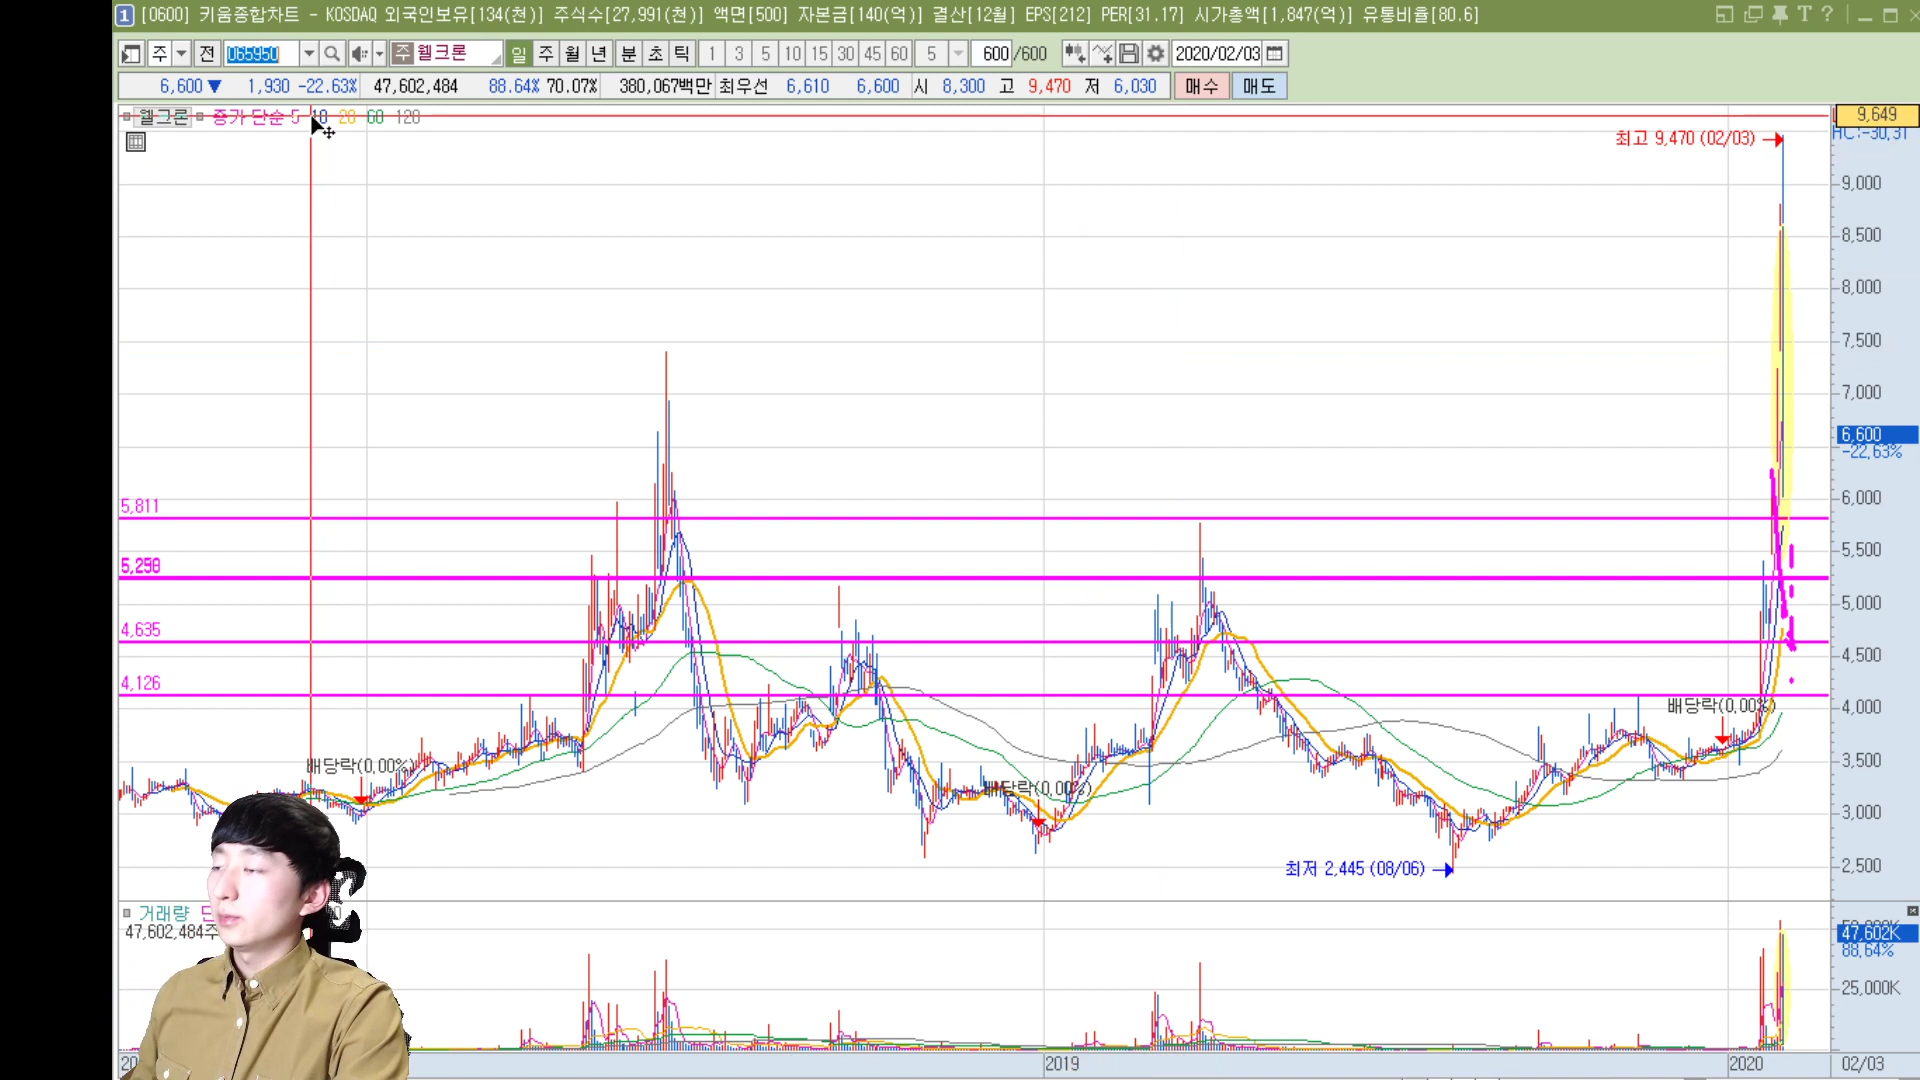 1 [0600] 키움종합차트 - KOSDAQ 외국인보유[134(천)] 주식수[27,991(천)] 액면[500] 자본금[140(억)] 결산[12월] EPS[212] PER[31.17] 시가총액[1,847(억)] 유통비율[80.6] T ?
주 전 065950 주 웰크론 일 주 월 년 분 초 틱 1 3 5 10 15 30 45 60 5 600 /600 2020/02/03
6,600 ▼ 1,930 -22.63% 47,602,484 88.64% 70.07% 380,067백만 최우선 6,610 6,600 시 8,300 고 9,470 저 6,030 매수 매도
웰크론 종가 단순 5 10 20 60 120
9,649
최고 9,470 (02/03)
9,000
8,500
8,000
7,500
7,000
6,600
-22,63%
6,000
5,811
5,500
5,000
4,635
4,500
4,126
배당락(0,00%)
4,000
배당락(0,00%)
3,500
배당락(0,00%)
3,000
최저 2,445 (08/06)
2,500
거래량
47,602,484주
47,602K
88,64%
25,000K
2019
2020
02/03